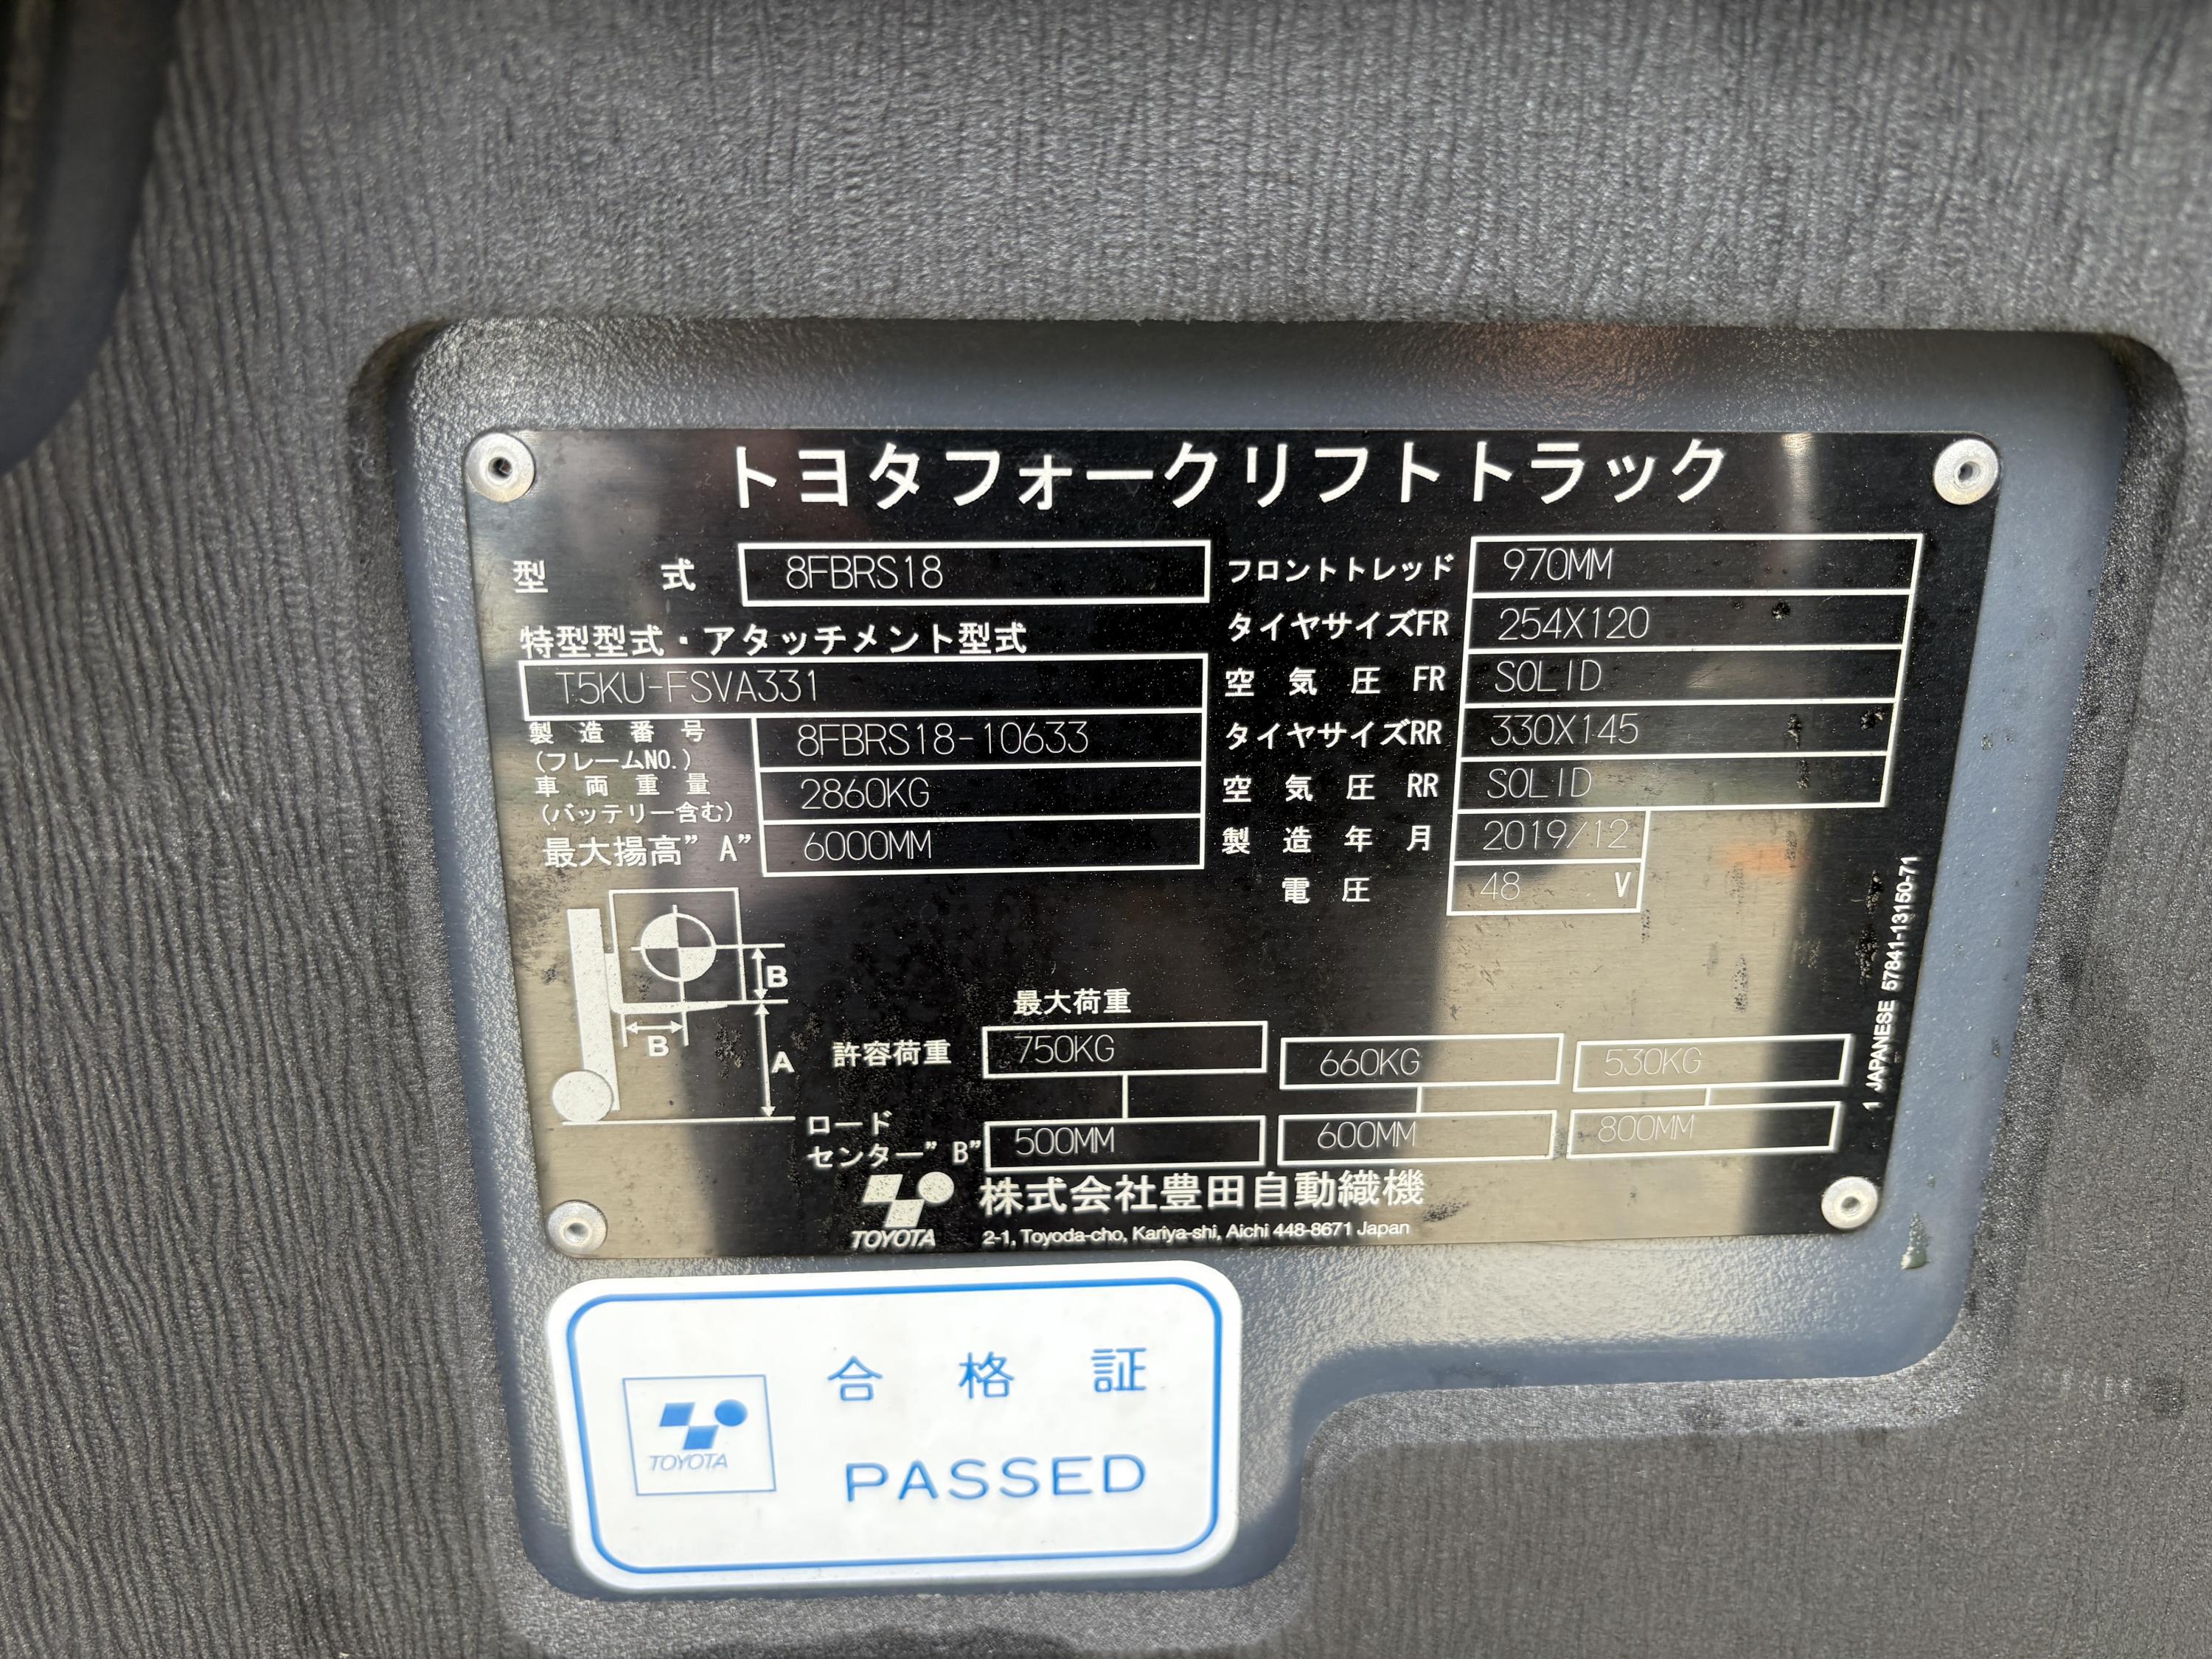 トヨタフォークリフトトラック
型式 8FBRS18
特型型式・アタッチメント型式
T5KU-FSVA331
製造番号 8FBRS18-10633
(フレームNO.)
車両重量 2860KG
(バッテリー含む)
最大揚高"A" 6000MM
フロントトレッド 970MM
タイヤサイズFR 254X120
空気圧 FR SOLID
タイヤサイズRR 330X145
空気圧 RR SOLID
製造年月 2019/12
電圧 48 V
B
B
A
最大荷重
許容荷重 750KG 660KG 530KG
ロード
センター"B" 500MM 600MM 800MM
TOYOTA
株式会社豊田自動織機
2-1, Toyoda-cho, Kariya-shi, Aichi 448-8671 Japan
1 JAPANESE 57841-13150-71
合格証
TOYOTA
PASSED